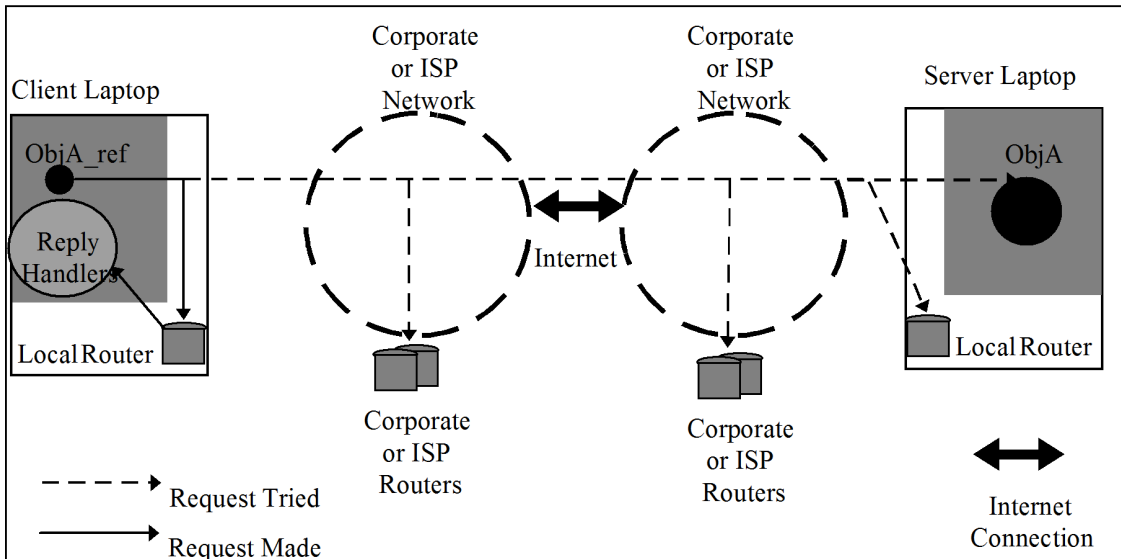 Corporate
or ISP
Network
Corporate
or ISP
Network
Client Laptop
Server Laptop
ObjA_ref
ObjA
Reply
Handlers
Internet
Local Router
Local Router
Corporate
or ISP
Routers
Corporate
or ISP
Routers
Request Tried
Request Made
Internet
Connection